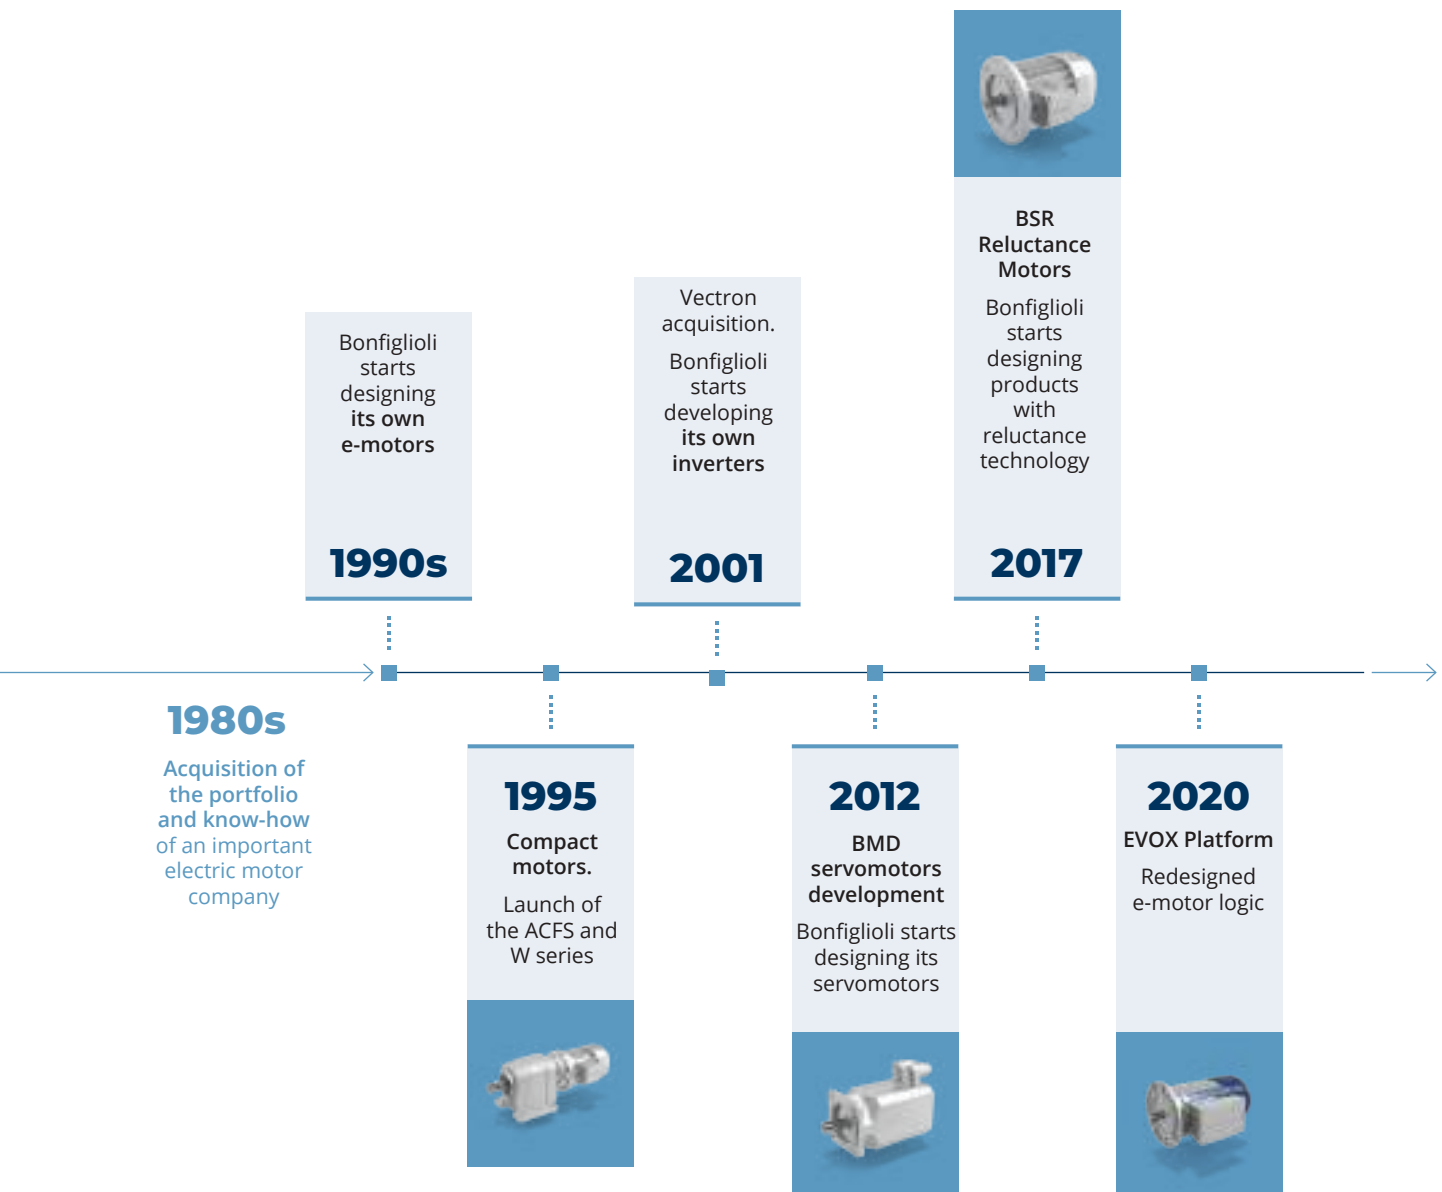 1980s
Acquisition of
the portfolio
and know-how
of an important
electric motor
company
Bonfiglioli
starts
designing
its own
e-motors
1990s
1995
Compact
motors.
Launch of
the ACFS and
W series
Vectron
acquisition.
Bonfiglioli
starts
developing
its own
inverters
2001
2012
BMD
servomotors
development
Bonfiglioli starts
designing its
servomotors
BSR
Reluctance
Motors
Bonfiglioli
starts
designing
products
with
reluctance
technology
2017
2020
EVOX Platform
Redesigned
e-motor logic